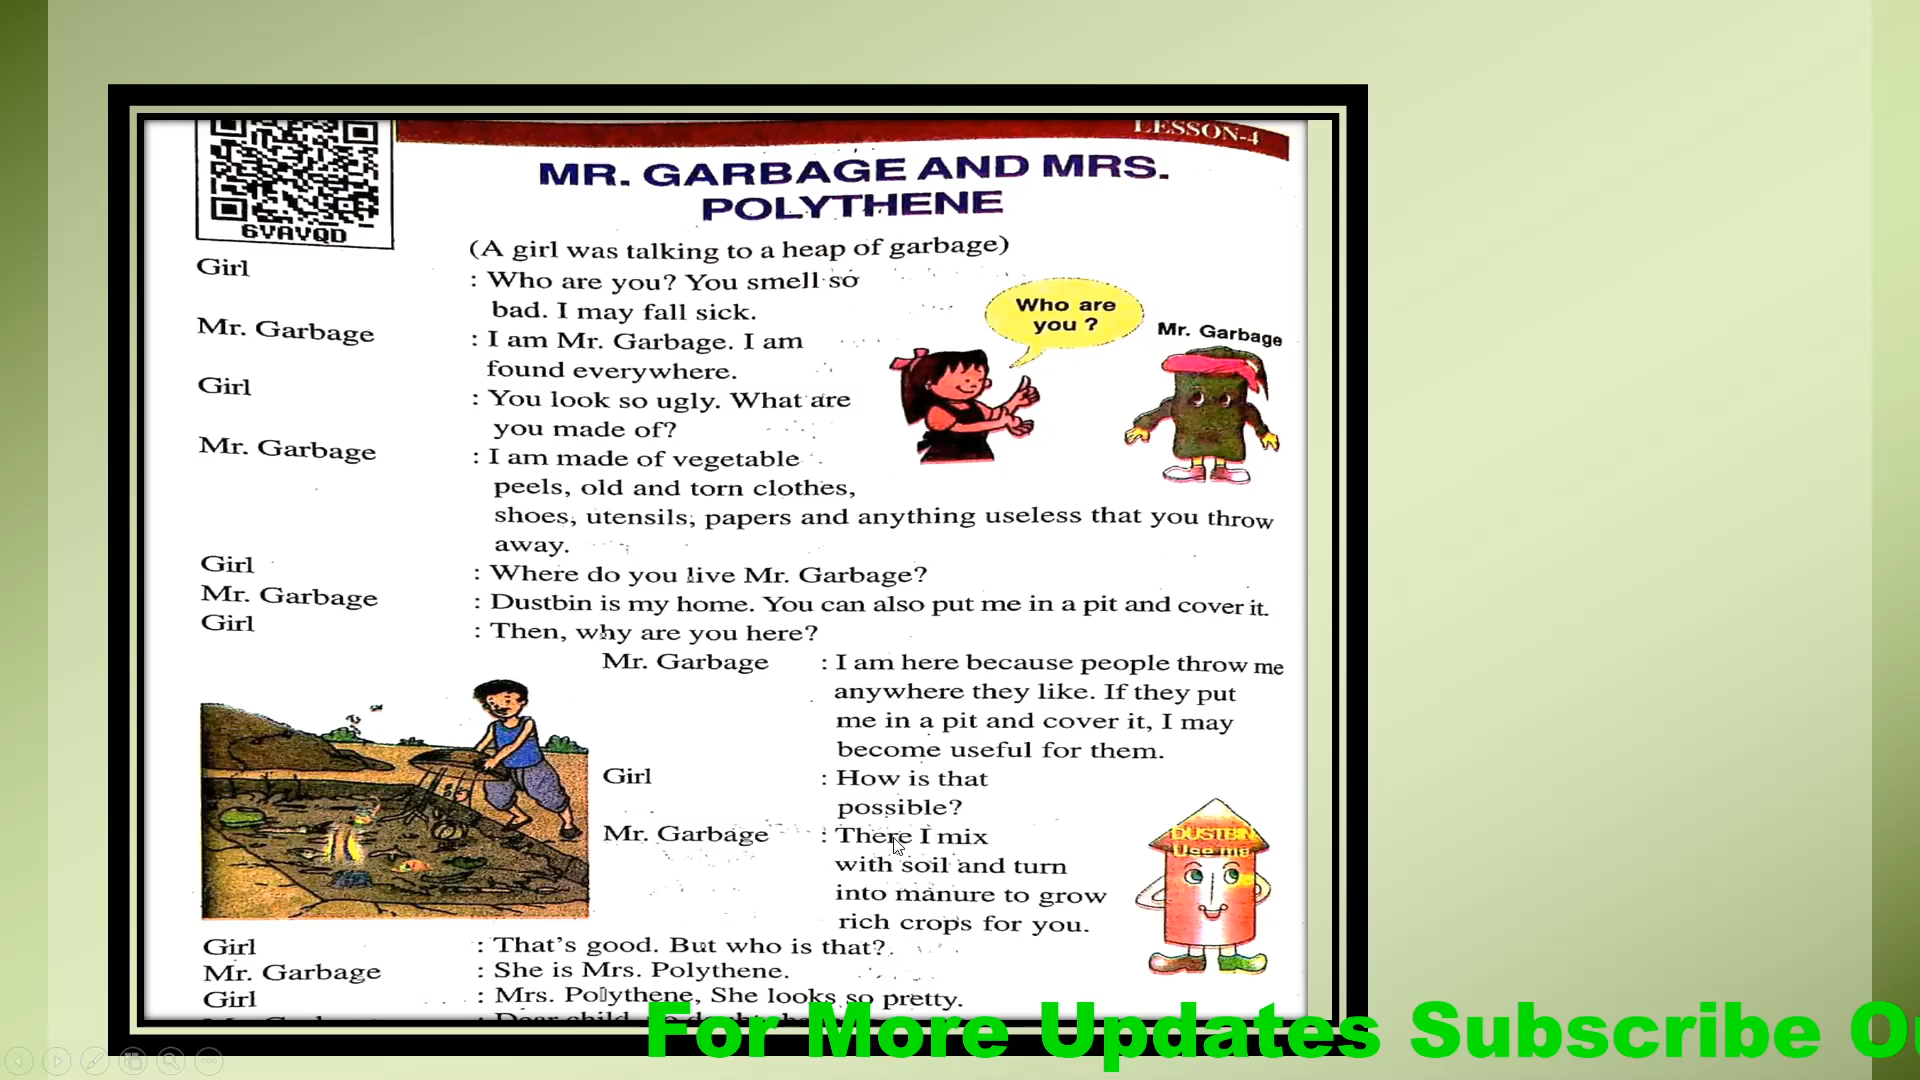 LESSON-4
6VAVQD
MR. GARBAGE AND MRS.
POLYTHENE
(A girl was talking to a heap of garbage)
Girl : Who are you? You smell so
bad. I may fall sick.
Mr. Garbage : I am Mr. Garbage. I am
found everywhere.
Who are
you ?
Mr. Garbage
Girl : You look so ugly. What are
you made of?
Mr. Garbage : I am made of vegetable
peels, old and torn clothes,
shoes, utensils, papers and anything useless that you throw
away.
Girl : Where do you live Mr. Garbage?
Mr. Garbage : Dustbin is my home. You can also put me in a pit and cover it.
Girl : Then, why are you here?
Mr. Garbage : I am here because people throw me
anywhere they like. If they put
me in a pit and cover it, I may
become useful for them.
Girl : How is that
possible?
Mr. Garbage : There I mix
with soil and turn
into manure to grow
rich crops for you.
DUSTBIN
Use me
Girl : That's good. But who is that?
Mr. Garbage : She is Mrs. Polythene.
Girl : Mrs. Polythene, She looks so pretty.
: Dear child,
For More Updates Subscribe